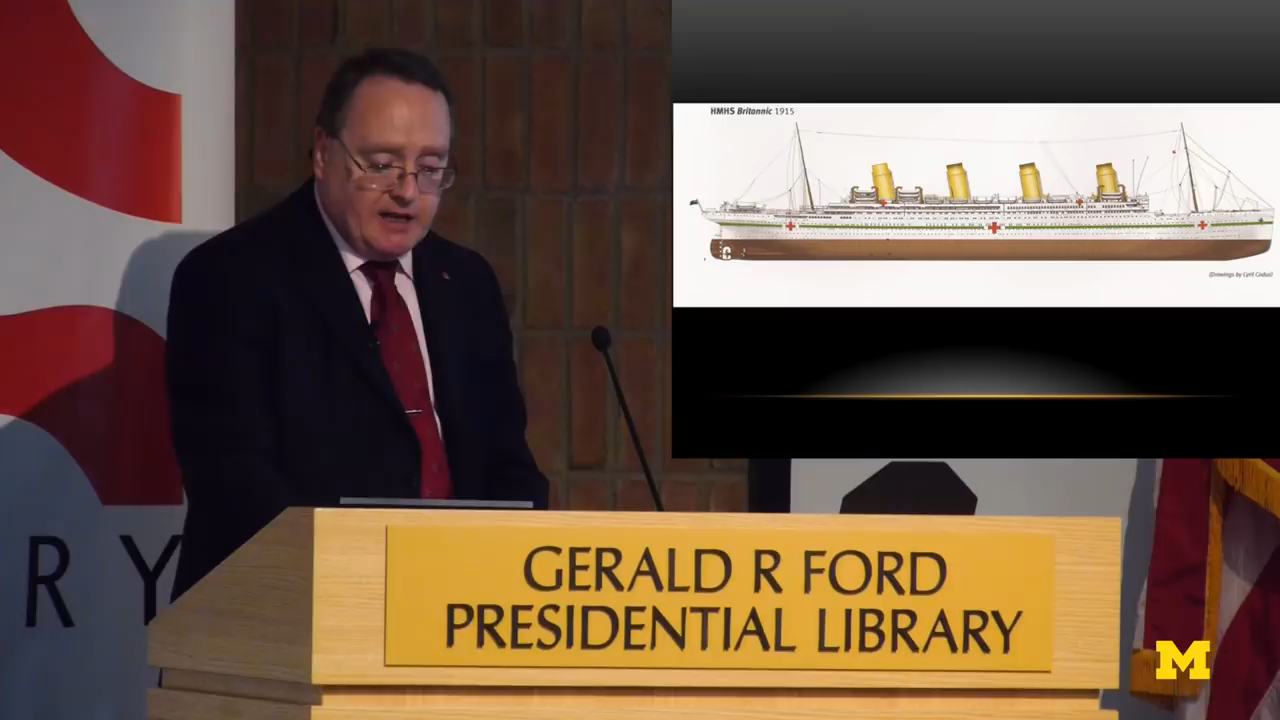 HMHS Britannic 1915
(Drawings by Cyril Codus)
R Y
GERALD R FORD
PRESIDENTIAL LIBRARY
M